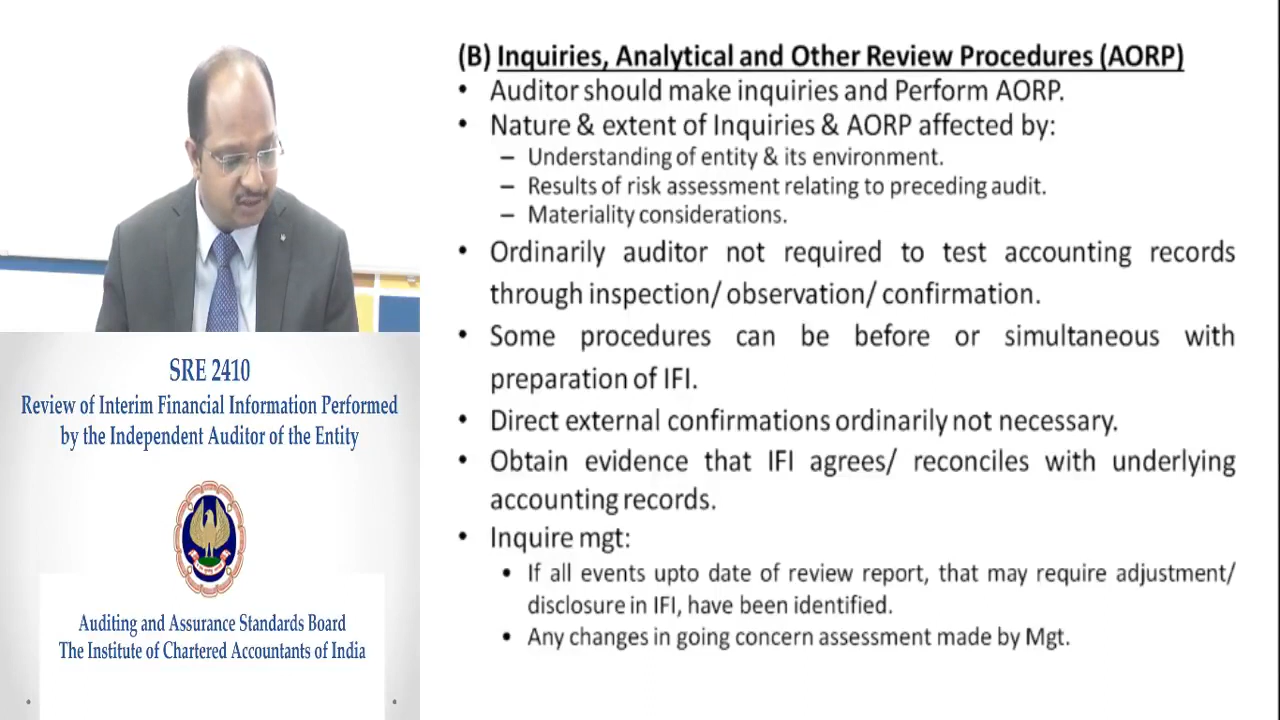 (B) Inquiries, Analytical and Other Review Procedures (AORP)
• Auditor should make inquiries and Perform AORP.
• Nature & extent of Inquiries & AORP affected by:
– Understanding of entity & its environment.
– Results of risk assessment relating to preceding audit.
– Materiality considerations.
• Ordinarily auditor not required to test accounting records
through inspection/ observation/ confirmation.
• Some procedures can be before or simultaneous with
preparation of IFI.
• Direct external confirmations ordinarily not necessary.
• Obtain evidence that IFI agrees/ reconciles with underlying
accounting records.
• Inquire mgt:
• If all events upto date of review report, that may require adjustment/
disclosure in IFI, have been identified.
• Any changes in going concern assessment made by Mgt.
SRE 2410
Review of Interim Financial Information Performed
by the Independent Auditor of the Entity
Auditing and Assurance Standards Board
The Institute of Chartered Accountants of India